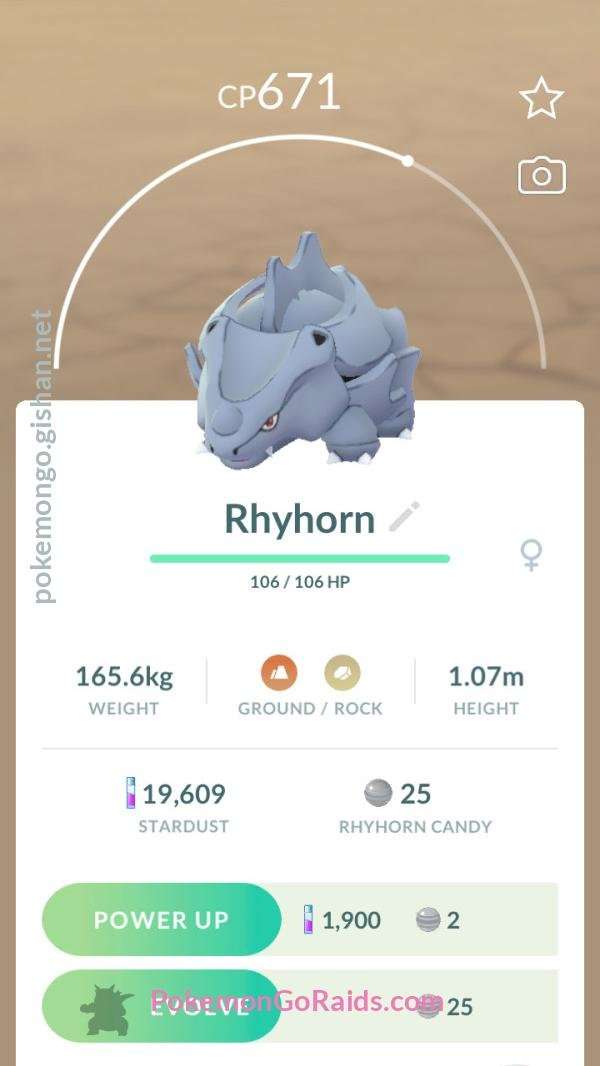 CP671
pokemongo.gishan.net
Rhyhorn
106 / 106 HP
165.6kg
WEIGHT
GROUND / ROCK
1.07m
HEIGHT
19,609
STARDUST
25
RHYHORN CANDY
POWER UP
1,900
2
EVOLVE
PokemonGoRaids.com
25